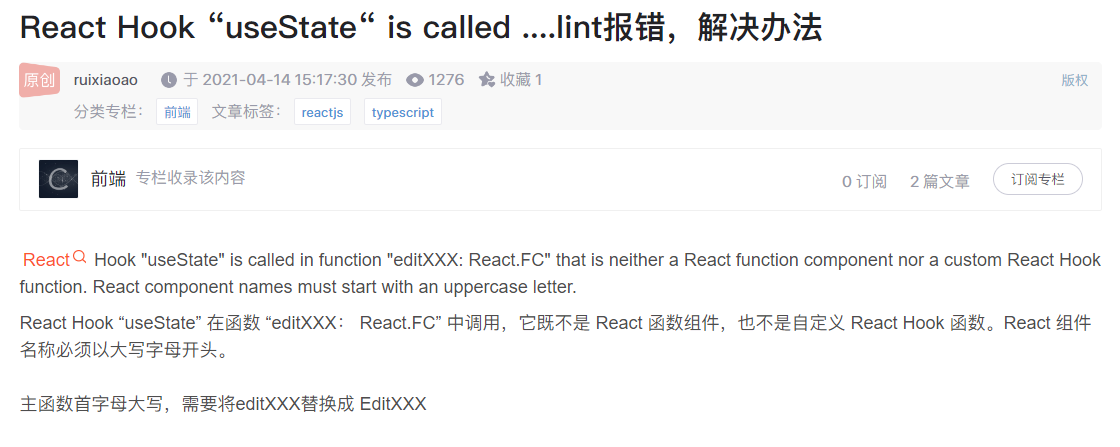 React Hook “useState“ is called ....lint报错，解决办法
原创 ruixiaoao 于 2021-04-14 15:17:30 发布 1276 收藏 1 版权
分类专栏： 前端 文章标签： reactjs typescript
C 前端 专栏收录该内容 0 订阅 2 篇文章 订阅专栏
React Hook "useState" is called in function "editXXX: React.FC" that is neither a React function component nor a custom React Hook
function. React component names must start with an uppercase letter.
React Hook “useState” 在函数 “editXXX： React.FC” 中调用，它既不是 React 函数组件，也不是自定义 React Hook 函数。React 组件
名称必须以大写字母开头。
主函数首字母大写，需要将editXXX替换成 EditXXX